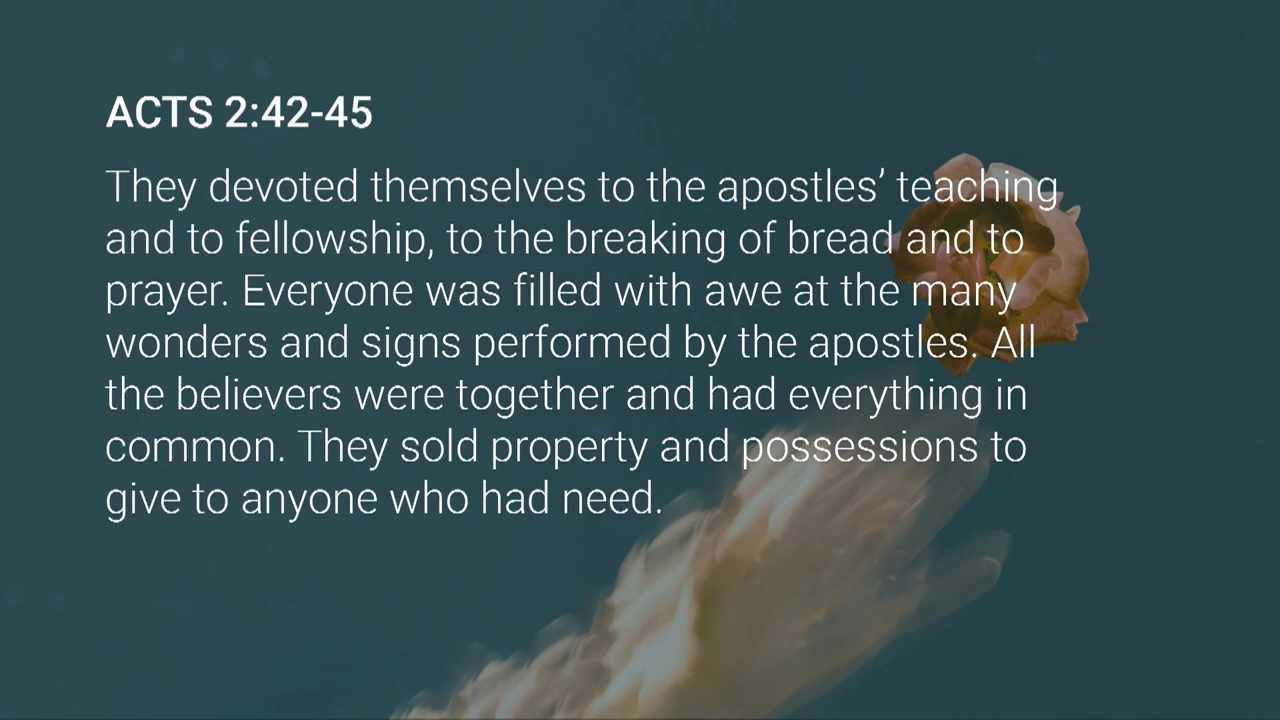 ACTS 2:42-45
They devoted themselves to the apostles’ teaching
and to fellowship, to the breaking of bread and to
prayer. Everyone was filled with awe at the many
wonders and signs performed by the apostles. All
the believers were together and had everything in
common. They sold property and possessions to
give to anyone who had need.